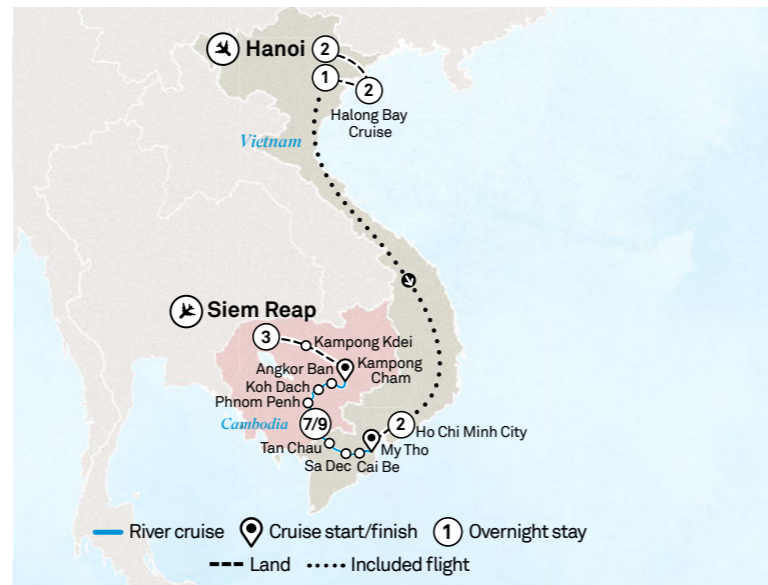 Hanoi
2
1
2
Halong Bay
Cruise
Vietnam
Siem Reap
3
Kampong Kdei
Angkor Ban
Kampong
Cham
Koh Dach
Phnom Penh
Cambodia
7/9
2
Ho Chi Minh City
Tan Chau
My Tho
Sa Dec
Cai Be
River cruise
Cruise start/finish
1
Overnight stay
Land
Included flight